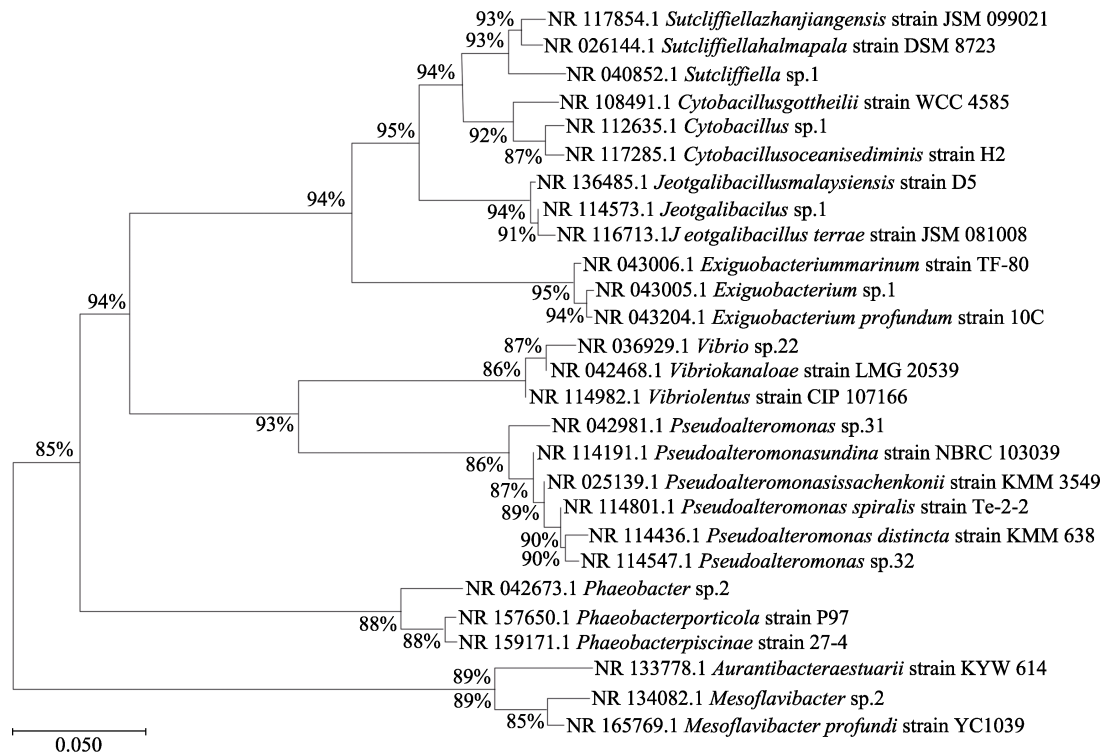 93% NR 117854.1 Sutcliffiellazhanjiangensis strain JSM 099021
93% NR 026144.1 Sutcliffiellahalmapala strain DSM 8723
94% NR 040852.1 Sutcliffiella sp.1
NR 108491.1 Cytobacillusgottheilii strain WCC 4585
95% 92% NR 112635.1 Cytobacillus sp.1
87% NR 117285.1 Cytobacillusoceanisediminis strain H2
NR 136485.1 Jeotgalibacillusmalaysiensis strain D5
94% 94% NR 114573.1 Jeotgalibacilus sp.1
91% NR 116713.1J eotgalibacillus terrae strain JSM 081008
NR 043006.1 Exiguobacteriummarinum strain TF-80
94% 95% NR 043005.1 Exiguobacterium sp.1
94% NR 043204.1 Exiguobacterium profundum strain 10C
87% NR 036929.1 Vibrio sp.22
86% NR 042468.1 Vibriokanaloae strain LMG 20539
NR 114982.1 Vibriolentus strain CIP 107166
93% NR 042981.1 Pseudoalteromonas sp.31
85% 86% NR 114191.1 Pseudoalteromonasundina strain NBRC 103039
87% NR 025139.1 Pseudoalteromonasissachenkonii strain KMM 3549
89% NR 114801.1 Pseudoalteromonas spiralis strain Te-2-2
90% NR 114436.1 Pseudoalteromonas distincta strain KMM 638
90% NR 114547.1 Pseudoalteromonas sp.32
NR 042673.1 Phaeobacter sp.2
88% NR 157650.1 Phaeobacterporticola strain P97
88% NR 159171.1 Phaeobacterpiscinae strain 27-4
89% NR 133778.1 Aurantibacteraestuarii strain KYW 614
89% NR 134082.1 Mesoflavibacter sp.2
85% NR 165769.1 Mesoflavibacter profundi strain YC1039
0.050